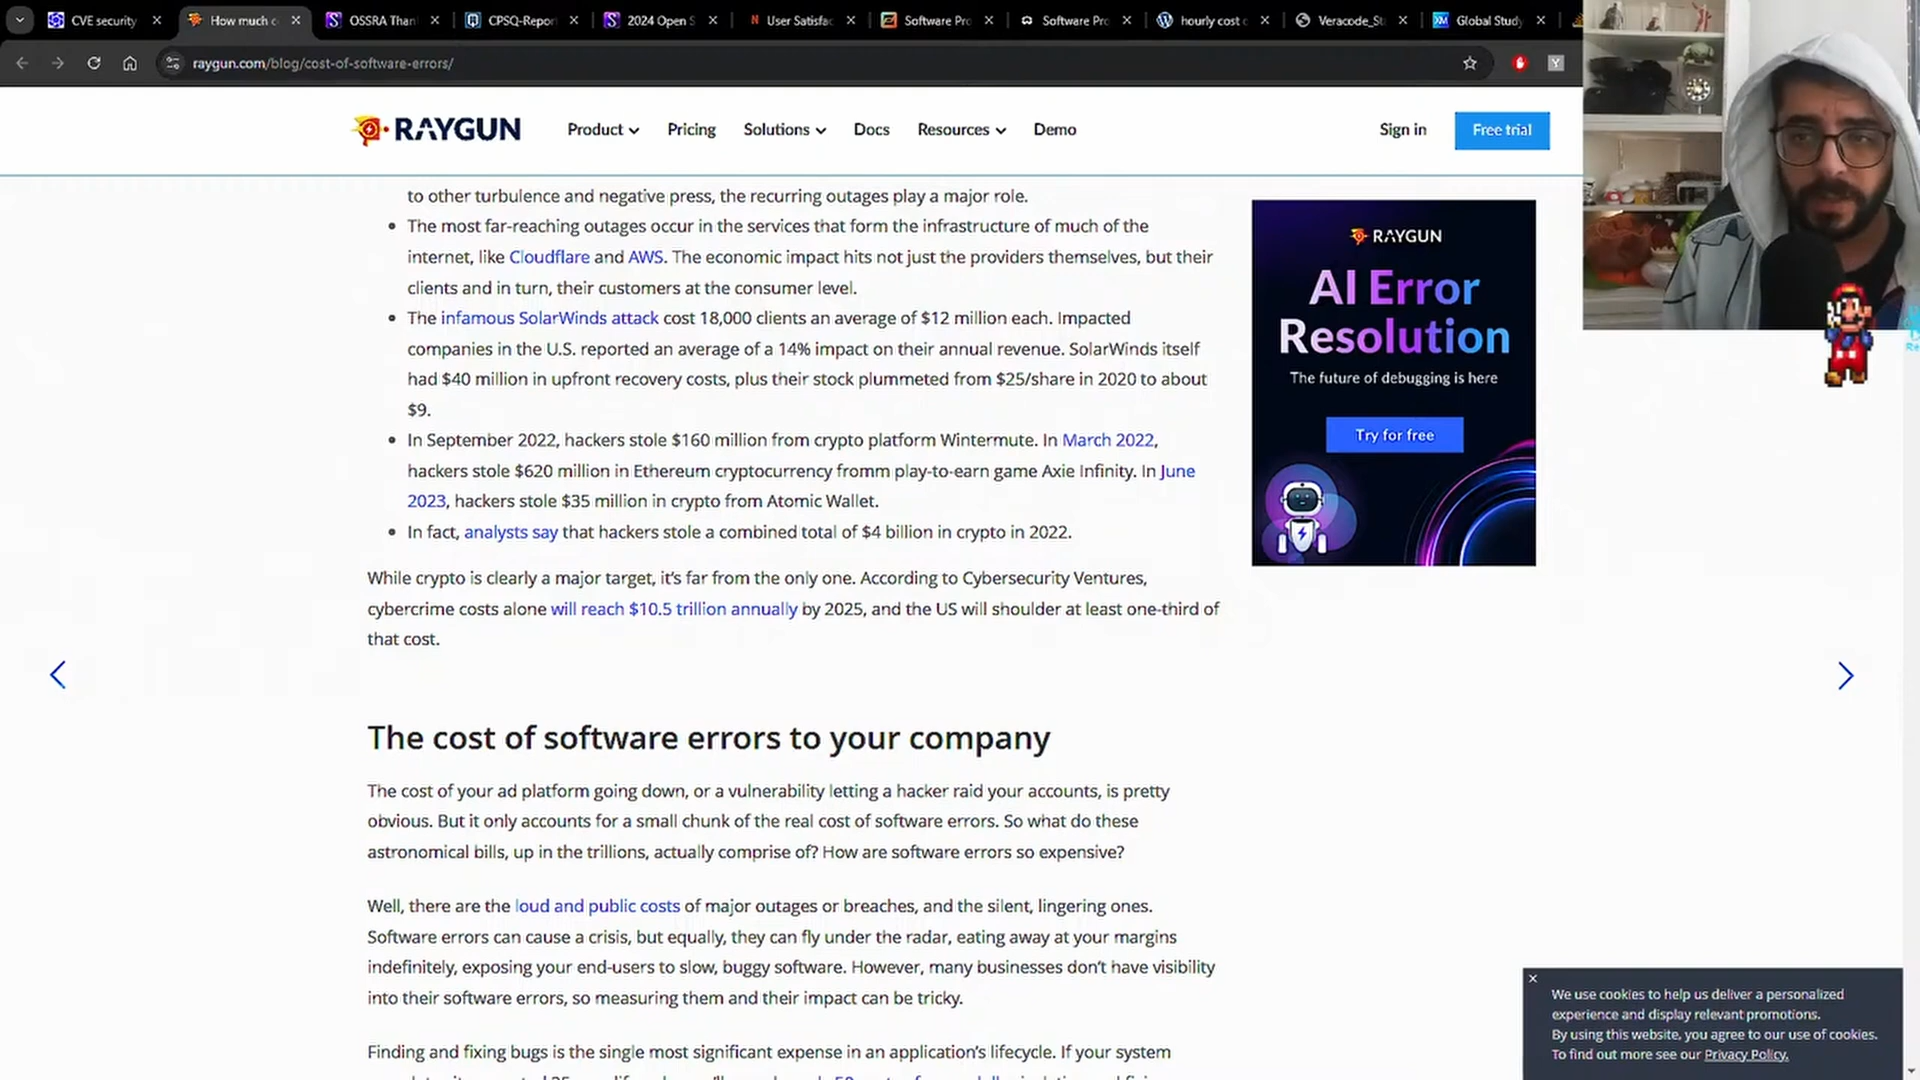 CVE security
How much c
OSSRA Than
CPSQ-Repor
2024 Open S
User Satisfac
Software Pro
Software Pro
hourly cost c
Veracode_St
Global Study
raygun.com/blog/cost-of-software-errors/
RAYGUN
Product
Pricing
Solutions
Docs
Resources
Demo
Sign in
Free trial
to other turbulence and negative press, the recurring outages play a major role.
The most far-reaching outages occur in the services that form the infrastructure of much of the
internet, like Cloudflare and AWS. The economic impact hits not just the providers themselves, but their
clients and in turn, their customers at the consumer level.
The infamous SolarWinds attack cost 18,000 clients an average of $12 million each. Impacted
companies in the U.S. reported an average of a 14% impact on their annual revenue. SolarWinds itself
had $40 million in upfront recovery costs, plus their stock plummeted from $25/share in 2020 to about
$9.
In September 2022, hackers stole $160 million from crypto platform Wintermute. In March 2022,
hackers stole $620 million in Ethereum cryptocurrency fromm play-to-earn game Axie Infinity. In June
2023, hackers stole $35 million in crypto from Atomic Wallet.
In fact, analysts say that hackers stole a combined total of $4 billion in crypto in 2022.
While crypto is clearly a major target, it's far from the only one. According to Cybersecurity Ventures,
cybercrime costs alone will reach $10.5 trillion annually by 2025, and the US will shoulder at least one-third of
that cost.
The cost of software errors to your company
The cost of your ad platform going down, or a vulnerability letting a hacker raid your accounts, is pretty
obvious. But it only accounts for a small chunk of the real cost of software errors. So what do these
astronomical bills, up in the trillions, actually comprise of? How are software errors so expensive?
Well, there are the loud and public costs of major outages or breaches, and the silent, lingering ones.
Software errors can cause a crisis, but equally, they can fly under the radar, eating away at your margins
indefinitely, exposing your end-users to slow, buggy software. However, many businesses don't have visibility
into their software errors, so measuring them and their impact can be tricky.
Finding and fixing bugs is the single most significant expense in an application's lifecycle. If your system
RAYGUN
AI Error
Resolution
The future of debugging is here
Try for free
We use cookies to help us deliver a personalized
experience and display relevant promotions.
By using this website, you agree to our use of cookies.
To find out more see our Privacy Policy.